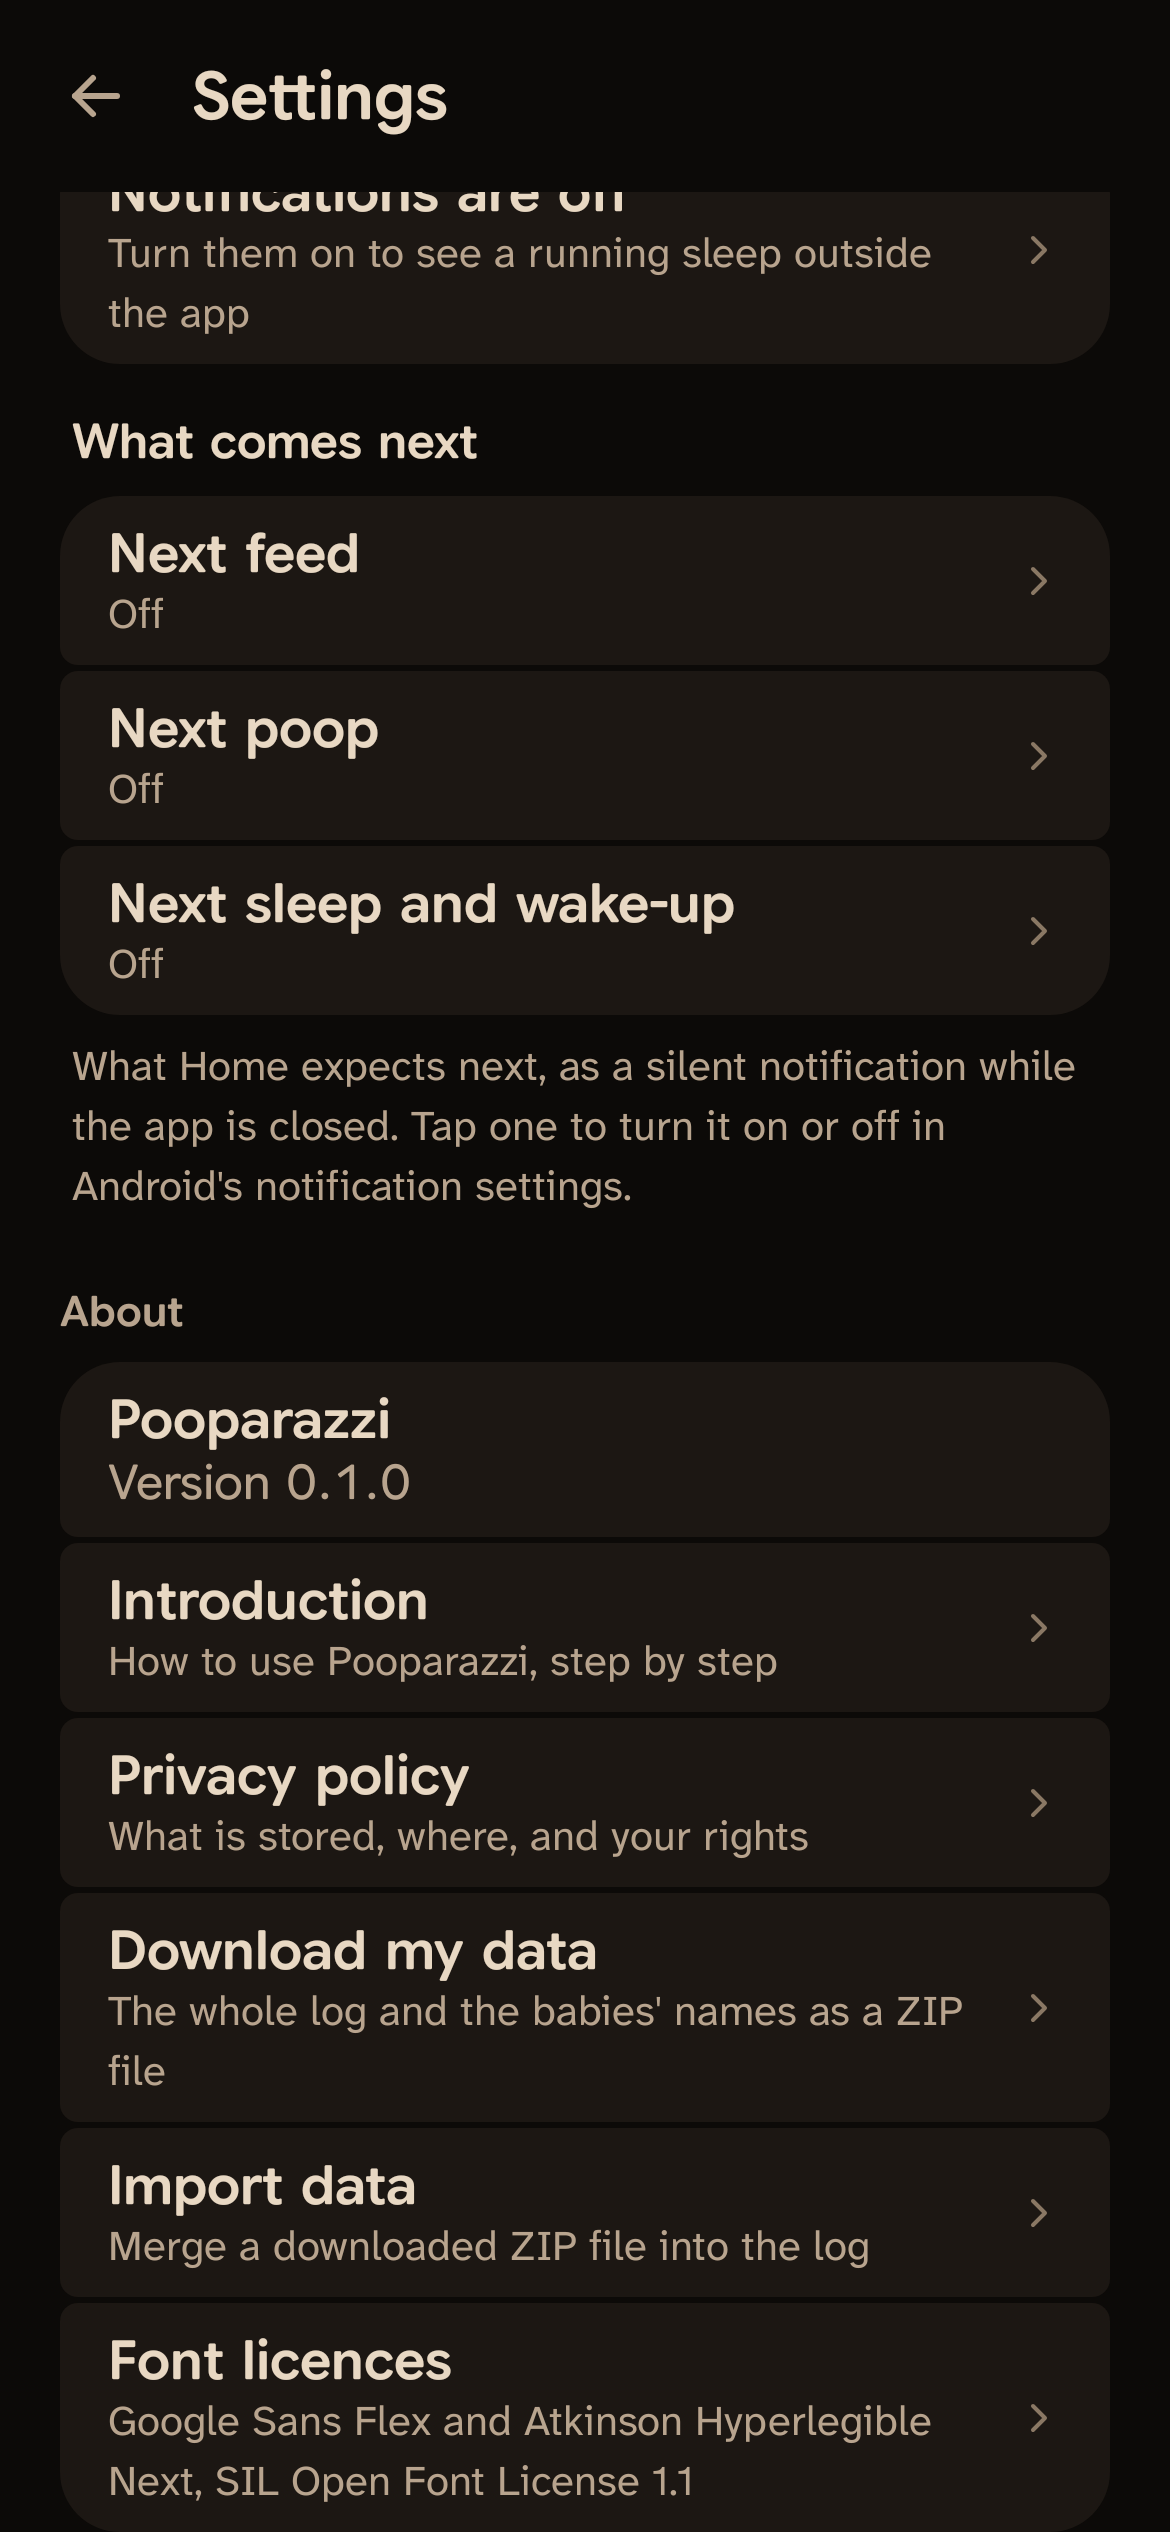 Settings
Notifications are on
Turn them on to see a running sleep outside
the app
What comes next
Next feed
Off
Next poop
Off
Next sleep and wake-up
Off
What Home expects next, as a silent notification while
the app is closed. Tap one to turn it on or off in
Android's notification settings.
About
Pooparazzi
Version 0.1.0
Introduction
How to use Pooparazzi, step by step
Privacy policy
What is stored, where, and your rights
Download my data
The whole log and the babies' names as a ZIP
file
Import data
Merge a downloaded ZIP file into the log
Font licences
Google Sans Flex and Atkinson Hyperlegible
Next, SIL Open Font License 1.1